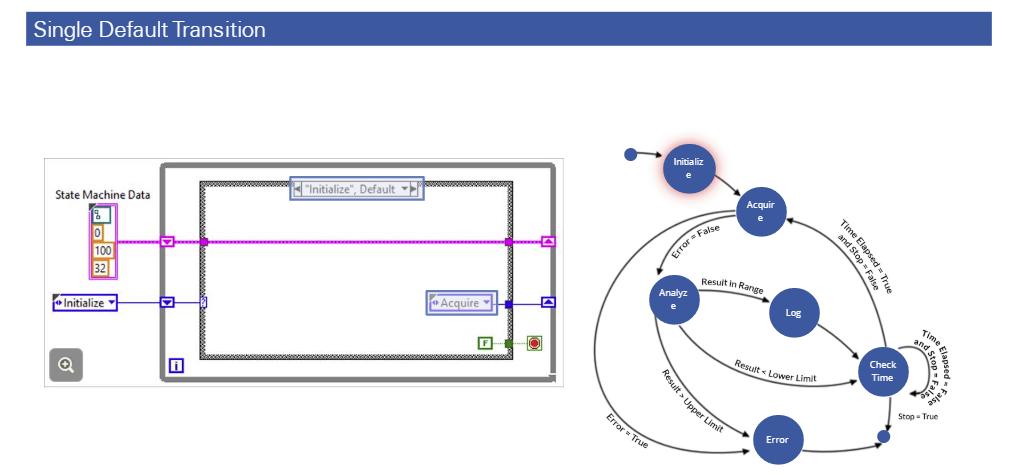 Single Default Transition
State Machine Data
0
100
32
Initialize
"Initialize", Default
?
Acquire
F
i
Initializ
e
Acquir
e
Error = False
Analyz
e
Result in Range
Log
Time Elapsed = True
and Stop = False
Check
Time
Time Elapsed = False
and Stop = False
False
Result < Lower Limit
Result > Upper Limit
Error = True
Stop = True
Error